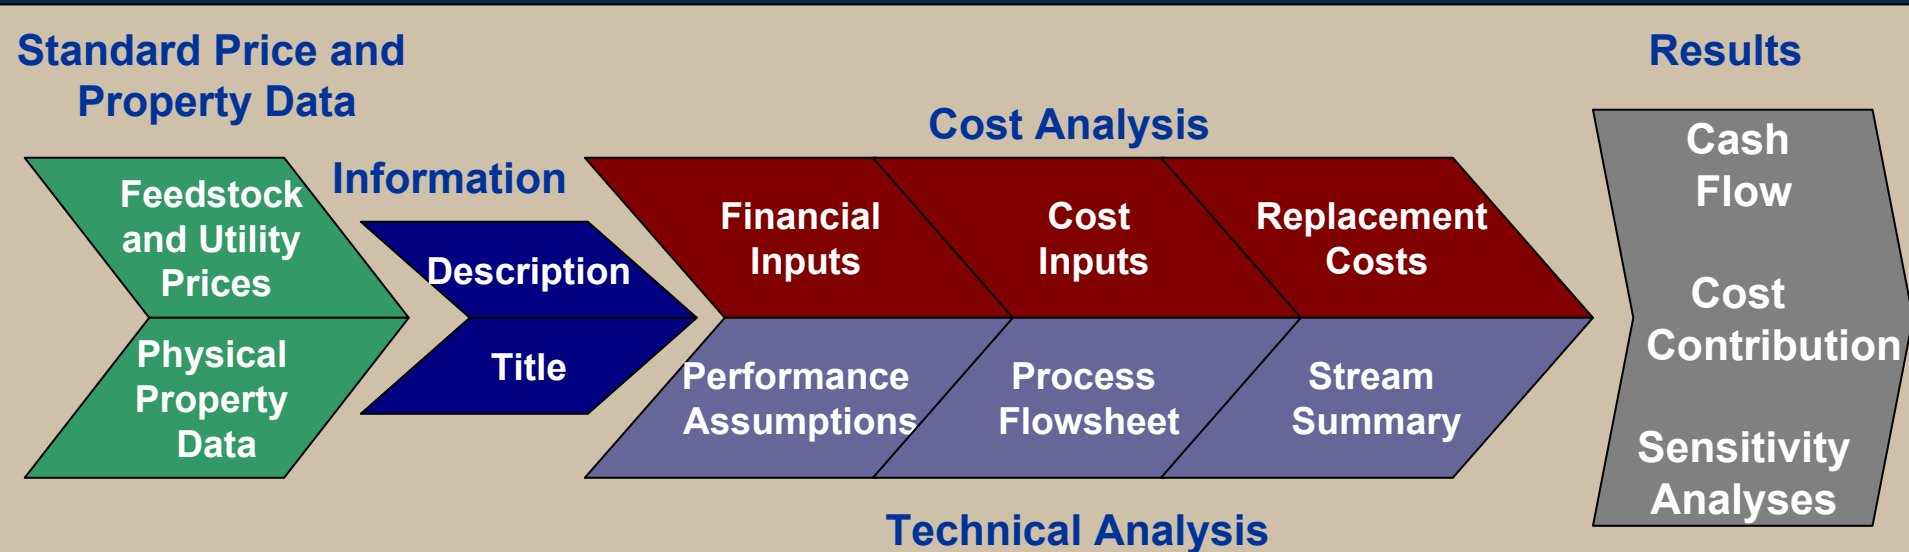 Standard Price and
Property Data
Feedstock
and Utility
Prices
Physical
Property
Data
Information
Description
Title
Cost Analysis
Financial
Inputs
Cost
Inputs
Replacement
Costs
Performance
Assumptions
Process
Flowsheet
Stream
Summary
Technical Analysis
Results
Cash
Flow
Cost
Contribution
Sensitivity
Analyses